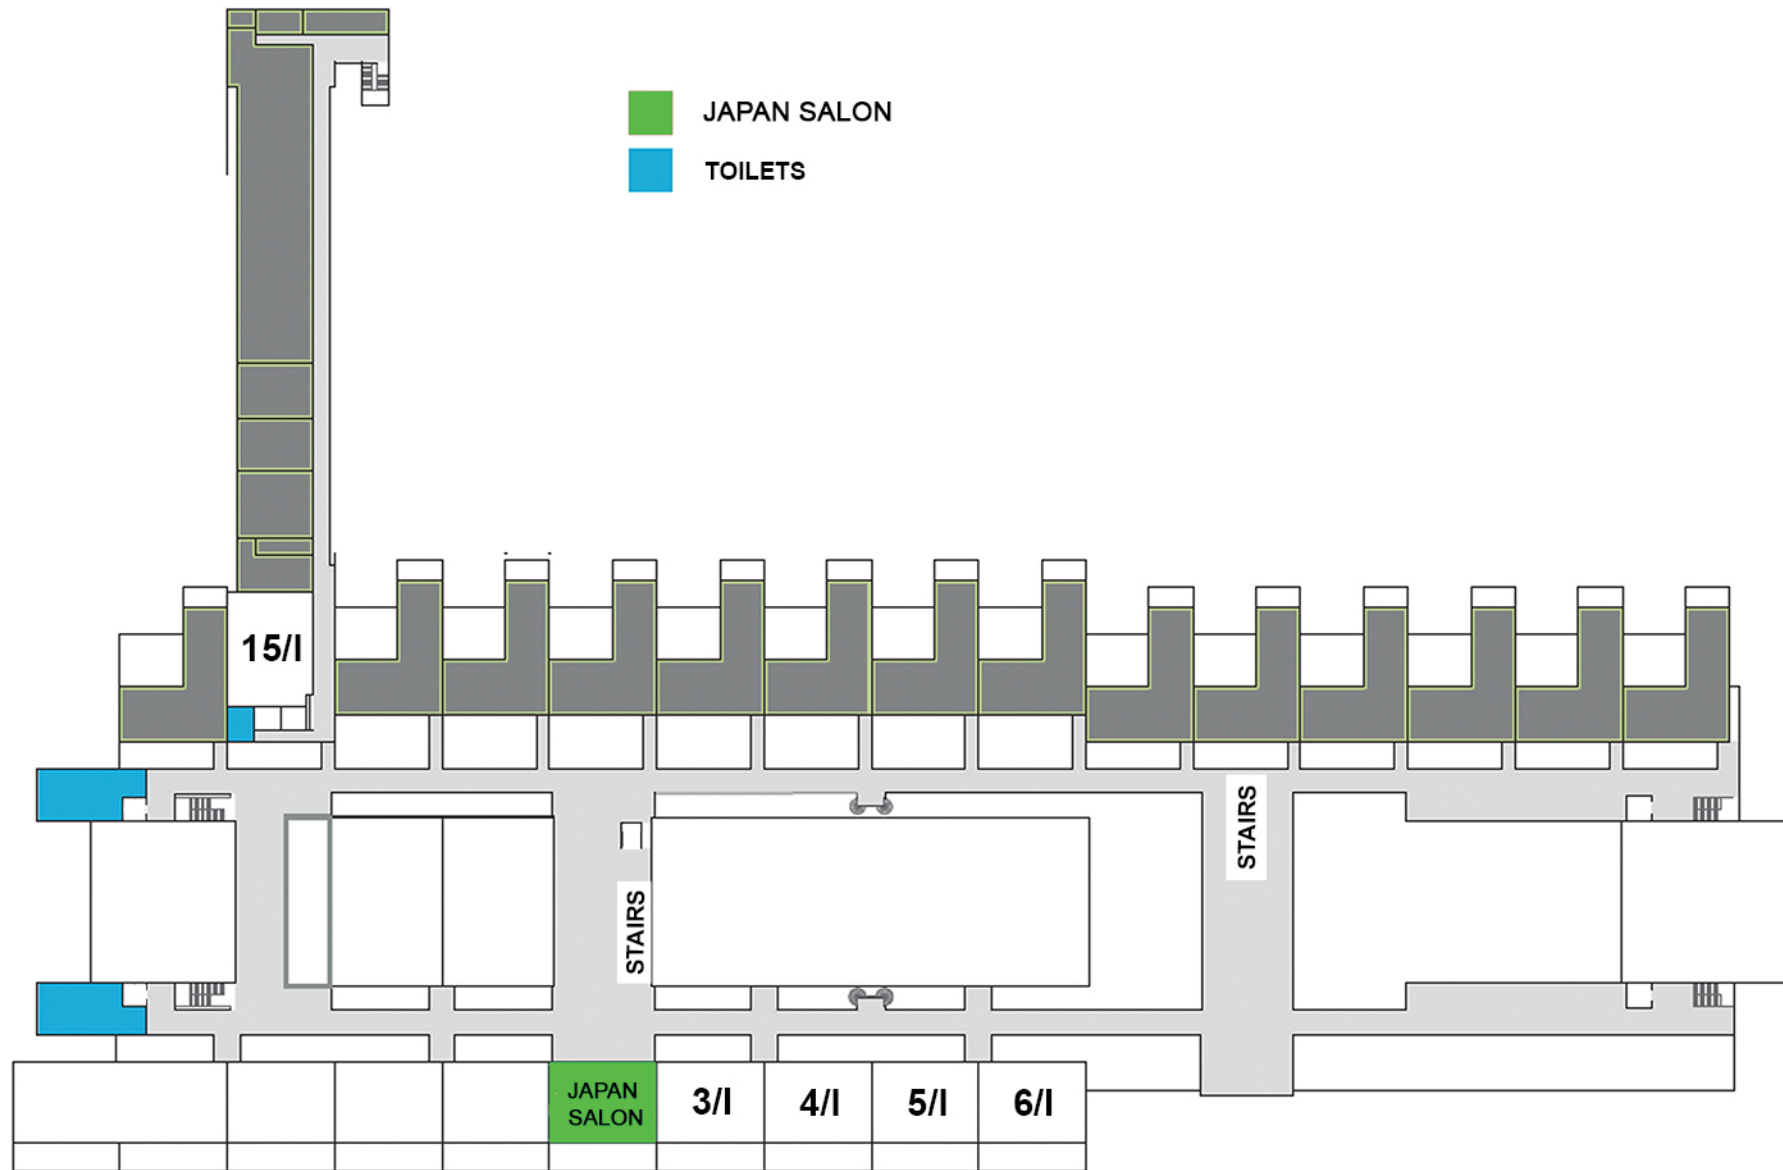 JAPAN SALON
TOILETS
15/I
STAIRS
STAIRS
JAPAN
SALON
3/I
4/I
5/I
6/I